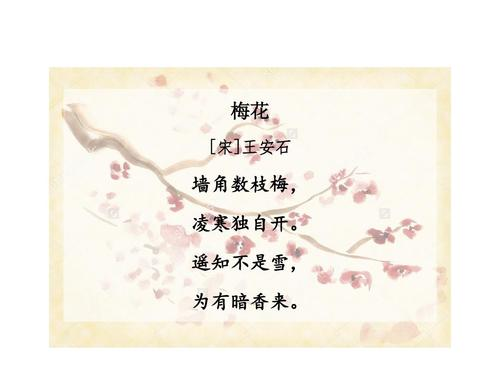 梅花
[宋]王安石
墙角数枝梅，
凌寒独自开。
遥知不是雪，
为有暗香来。